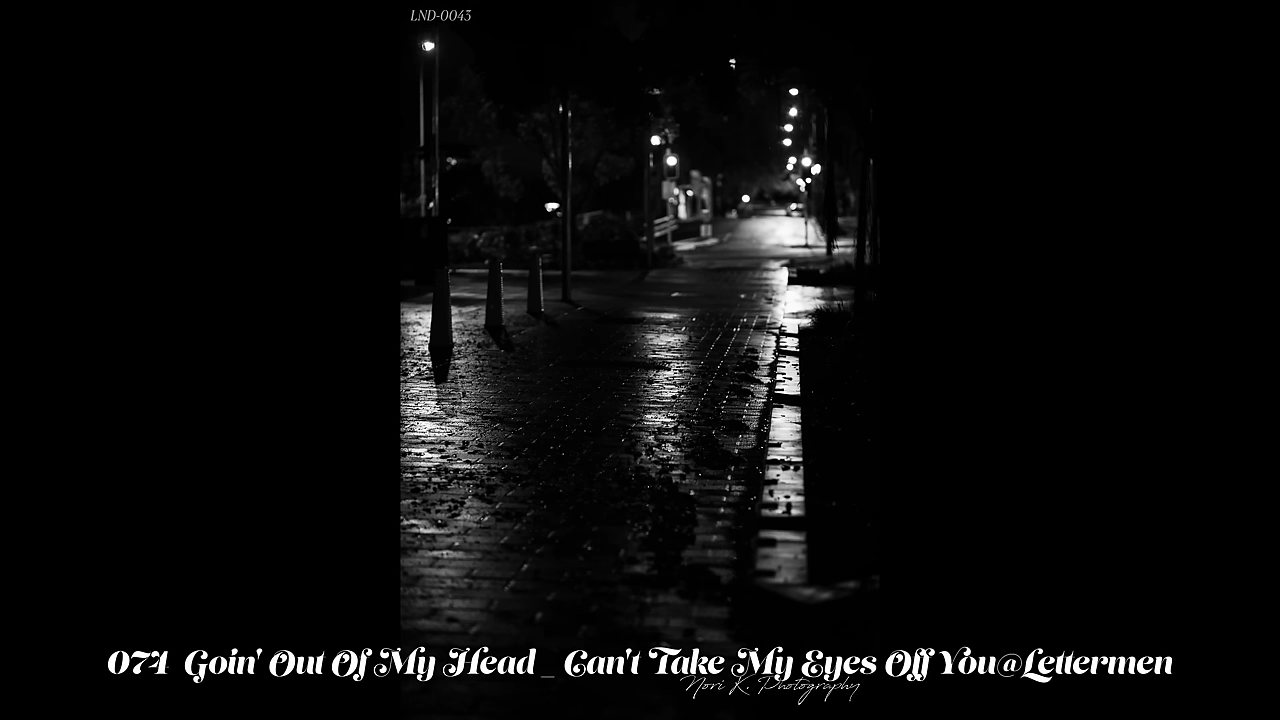 LND-0043
074 Goin' Out Of My Head _ Can't Take My Eyes Off You@Lettermen
Nori K. Photography